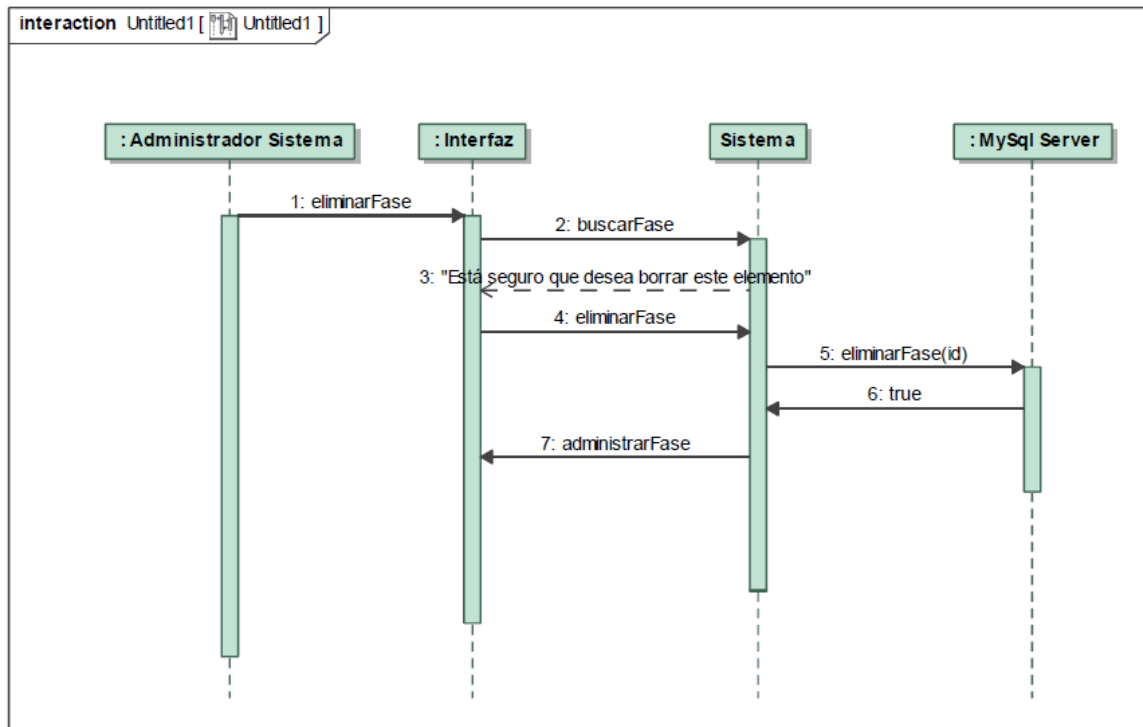 interaction Untitled1 [ Untitled1 ]
: Administrador Sistema
: Interfaz
Sistema
: MySql Server
1: eliminarFase
2: buscarFase
3: "Está seguro que desea borrar este elemento"
4: eliminarFase
5: eliminarFase(id)
6: true
7: administrarFase